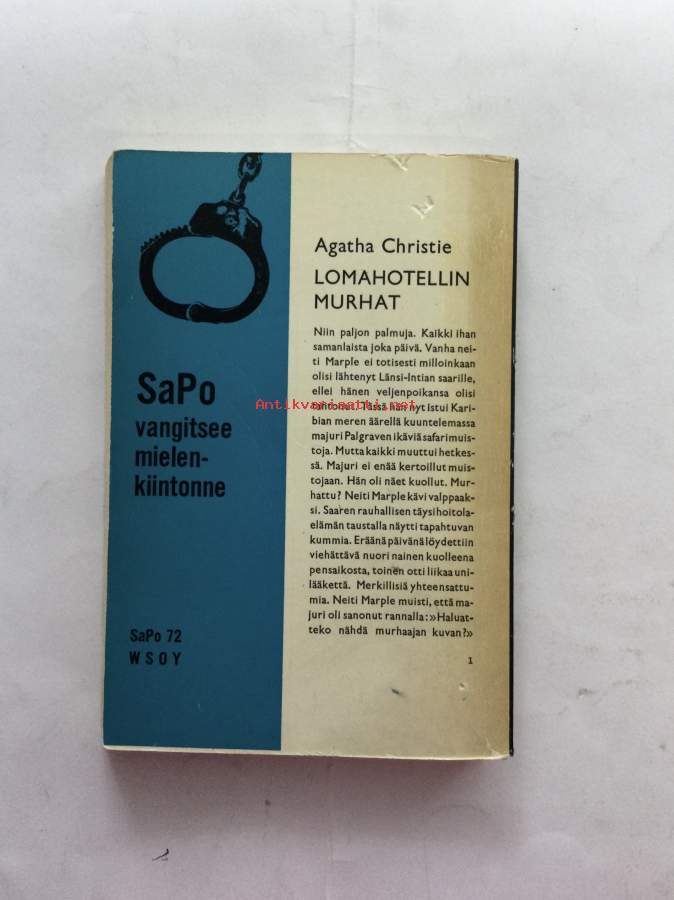 SaPo
vangitsee
mielen-
kiintonne
SaPo 72
WSOY
Agatha Christie
LOMAHOTELLIN
MURHAT
Niin paljon palmuja. Kaikki ihan
samanlaista joka päivä. Vanha nei-
ti Marple ei totisesti milloinkaan
olisi lähtenyt Länsi-Intian saarille,
ellei hänen veljenpoikansa olisi
Antikvariaatti.net
Tässä hän nyt istui Kari-
bian meren äärellä kuuntelemassa
majuri Palgraven ikäviä safarimuis-
toja. Mutta kaikki muuttui hetkes-
sä. Majuri ei enää kertoillut muis-
tojaan. Hän oli näet kuollut. Mur-
hattu? Neiti Marple kävi valppaak-
si. Saaren rauhallisen täysihoitola-
elämän taustalla näytti tapahtuvan
kummia. Eräänä päivänä löydettiin
viehättävä nuori nainen kuolleena
pensaikosta, toinen otti liikaa uni-
lääkettä. Merkillisiä yhteensattu-
mia. Neiti Marple muisti, että ma-
juri oli sanonut rannalla: »Haluat-
teko nähdä murhaajan kuvan?»
1